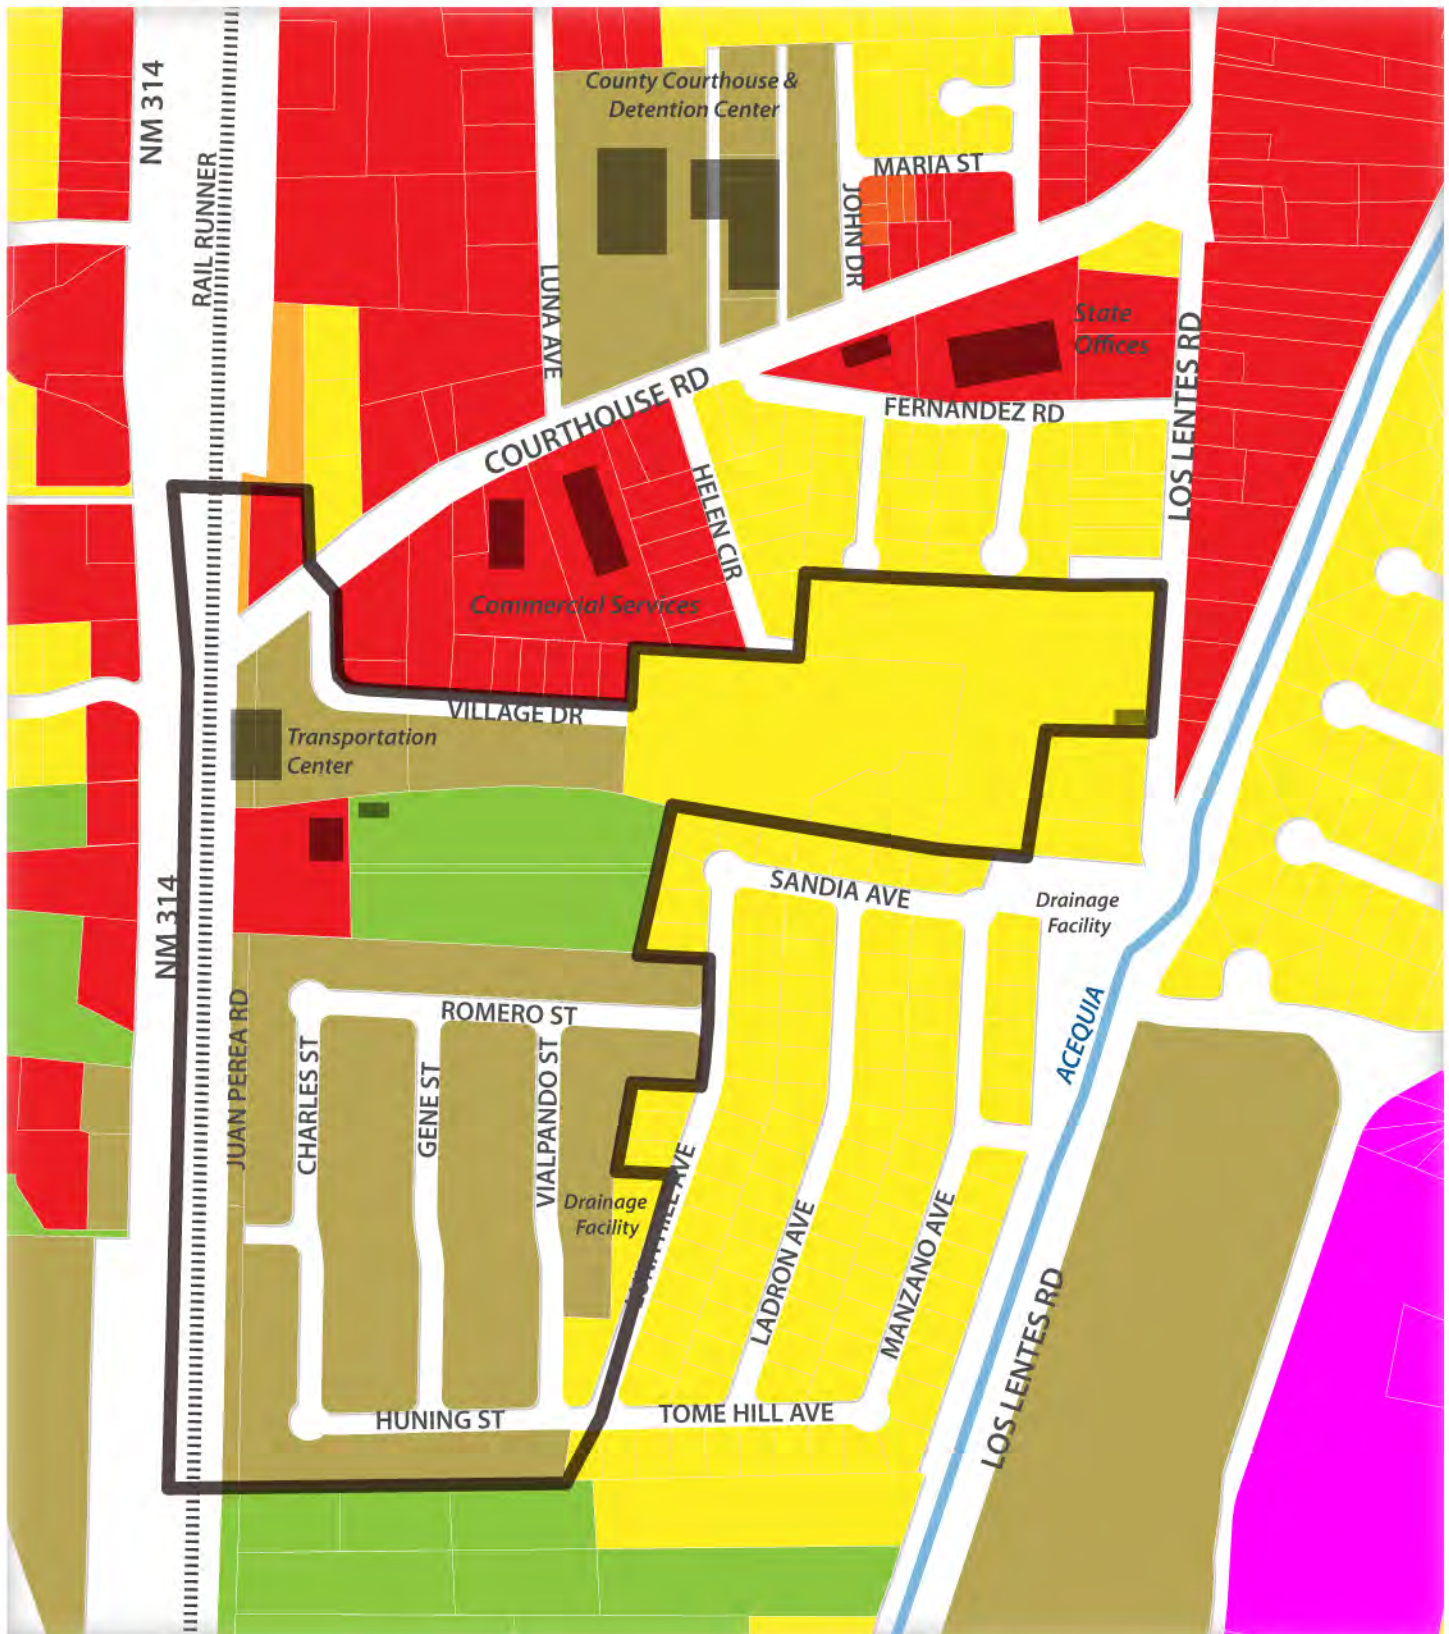 County Courthouse &
Detention Center
NM 314
MARIA ST
RAIL RUNNER
JOHN DR
LUNA AVE
State
Offices
LOS LENTES RD
COURTHOUSE RD
FERNANDEZ RD
HELEN CIR
Commercial Services
VILLAGE DR
Transportation
Center
NM 314
SANDIA AVE
Drainage
Facility
ROMERO ST
JUAN PEREA RD
CHARLES ST
GENE ST
VIALPANDO ST
ACEQUIA
Drainage
Facility
HILL AVE
LADRON AVE
MANZANO AVE
LOS LENTES RD
HUNING ST
TOME HILL AVE